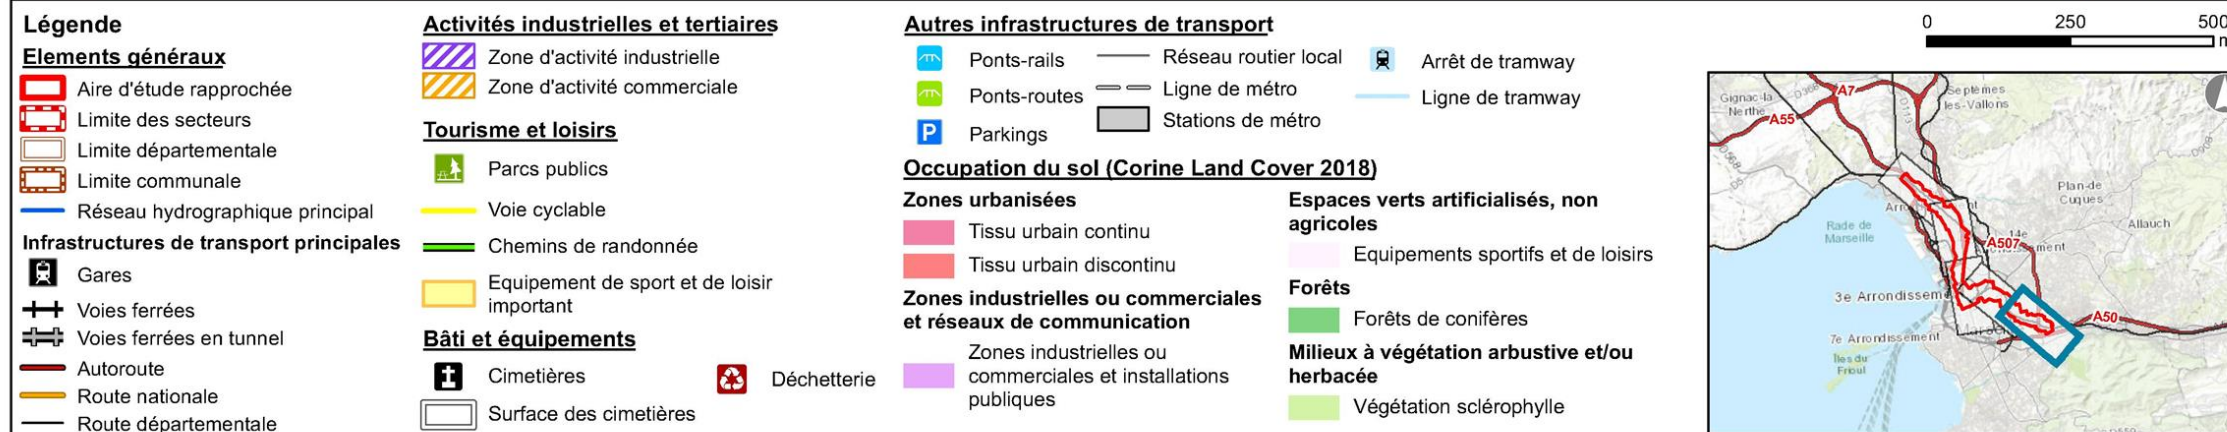 Légende
Elements généraux
Aire d'étude rapprochée
Limite des secteurs
Limite départementale
Limite communale
Réseau hydrographique principal
Infrastructures de transport principales
Gares
Voies ferrées
Voies ferrées en tunnel
Autoroute
Route nationale
Route départementale
Activités industrielles et tertiaires
Zone d'activité industrielle
Zone d'activité commerciale
Tourisme et loisirs
Parcs publics
Voie cyclable
Chemins de randonnée
Equipement de sport et de loisir
important
Bâti et équipements
Cimetières
Déchetterie
Surface des cimetières
Autres infrastructures de transport
Ponts-rails
Ponts-routes
P
Parkings
Réseau routier local
Ligne de métro
Stations de métro
Arrêt de tramway
Ligne de tramway
Occupation du sol (Corine Land Cover 2018)
Zones urbanisées
Tissu urbain continu
Tissu urbain discontinu
Zones industrielles ou commerciales
et réseaux de communication
Zones industrielles ou
commerciales et installations
publiques
Espaces verts artificialisés, non
agricoles
Equipements sportifs et de loisirs
Forêts
Forêts de conifères
Milieux à végétation arbustive et/ou
herbacée
Végétation sclérophylle
0 250 500
A7
Septèmes
les-Vallons
Gignac-la
Nerthe
A55
D568
Plan-de
Cuques
Allauch
Rade de
Marseille
14e
A507
3e Arrondissem
A50
7e Arrondissement
Îles du
Frioul